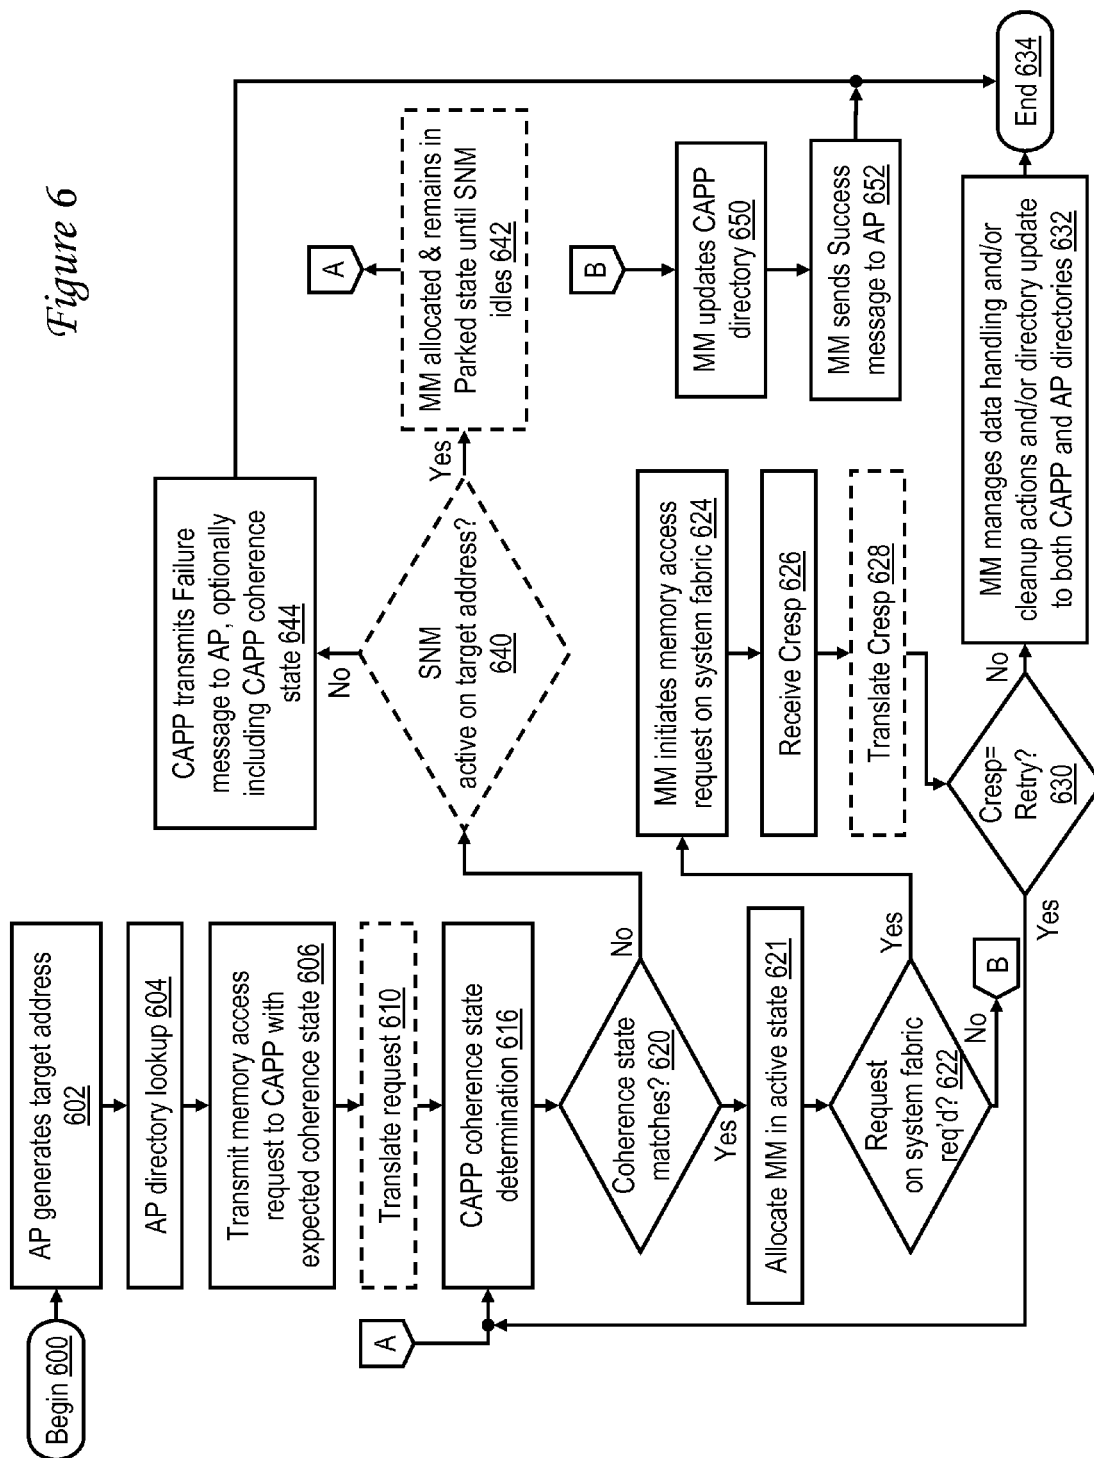 Figure 6
Begin 600
AP generates target address
602
AP directory lookup 604
Transmit memory access
request to CAPP with
expected coherence state 606
Translate request 610
A
CAPP coherence state
determination 616
Coherence state
matches? 620
No
Yes
Allocate MM in active state 621
Request
on system fabric
req'd? 622
Yes
No
B
CAPP transmits Failure
message to AP, optionally
including CAPP coherence
state 644
No
SNM
active on target address?
640
Yes
MM allocated & remains in
Parked state until SNM
idles 642
A
MM initiates memory access
request on system fabric 624
Receive Cresp 626
Translate Cresp 628
Cresp=
Retry?
630
Yes
No
B
MM updates CAPP
directory 650
MM sends Success
message to AP 652
MM manages data handling and/or
cleanup actions and/or directory update
to both CAPP and AP directories 632
End 634